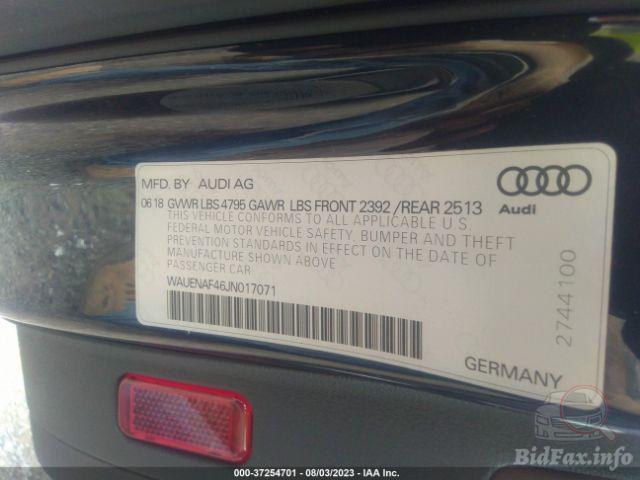 MFD. BY AUDI AG
06 18 GVWR LBS 4795 GAWR LBS FRONT 2392 /REAR 2513
THIS VEHICLE CONFORMS TO ALL APPLICABLE U.S.
FEDERAL MOTOR VEHICLE SAFETY, BUMPER AND THEFT
PREVENTION STANDARDS IN EFFECT ON THE DATE OF
MANUFACTURE SHOWN ABOVE
PASSENGER CAR
WAUENAF46JN017071
Audi
2744100
GERMANY
BidFax.info
000-37254701 - 08/03/2023 - IAA Inc.